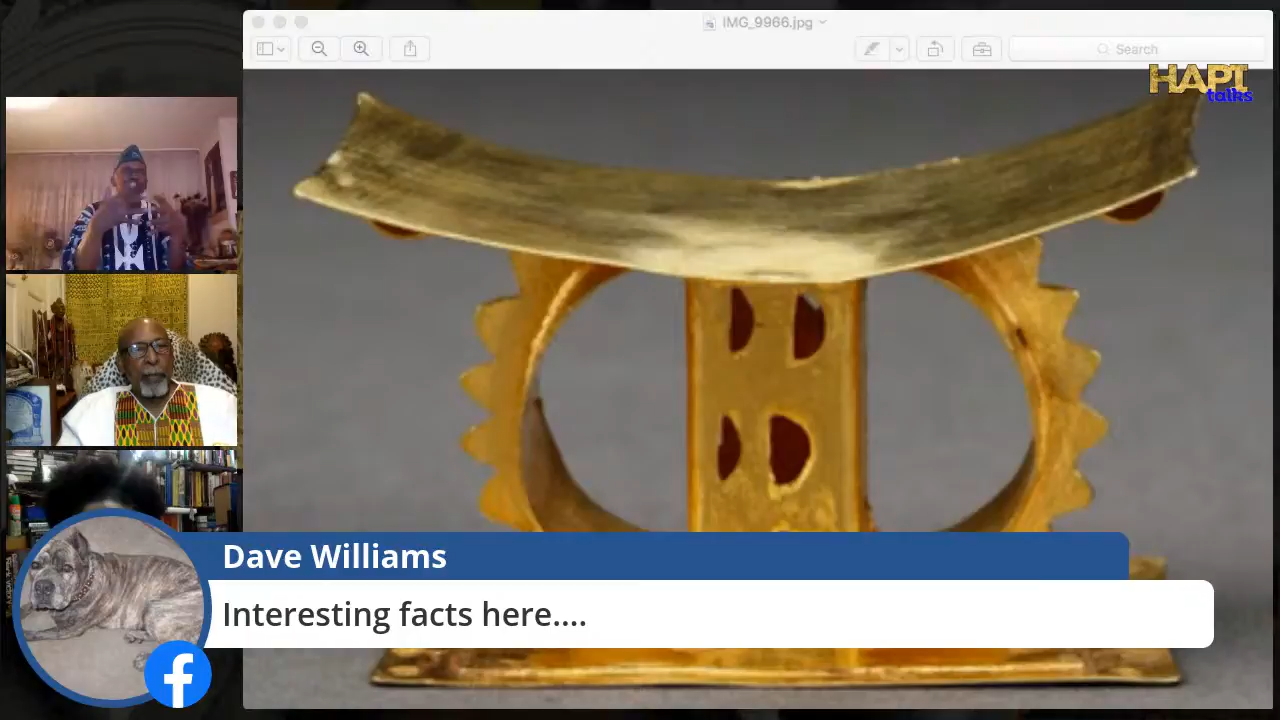 IMG_9966.jpg
Search
HAPI
talks
Dave Williams
Interesting facts here....